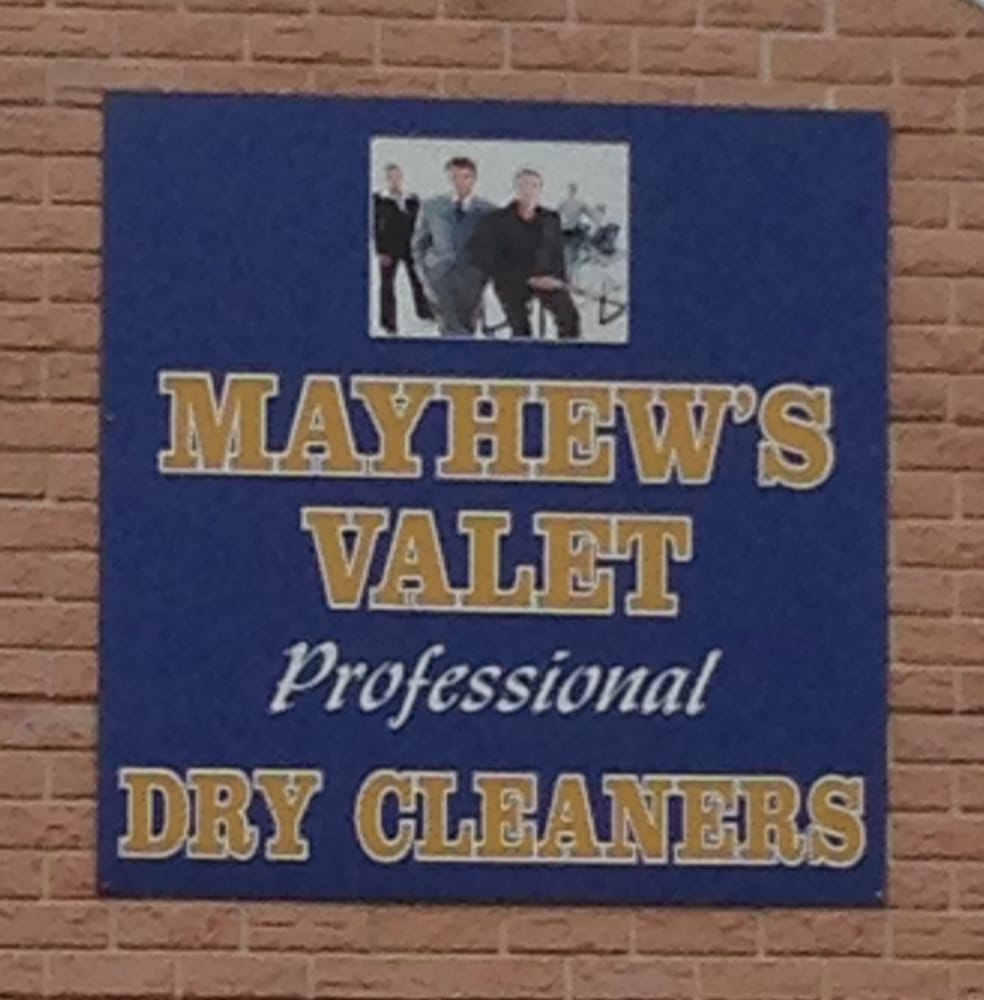 MAYHEW'S
VALET
Professional
DRY CLEANERS